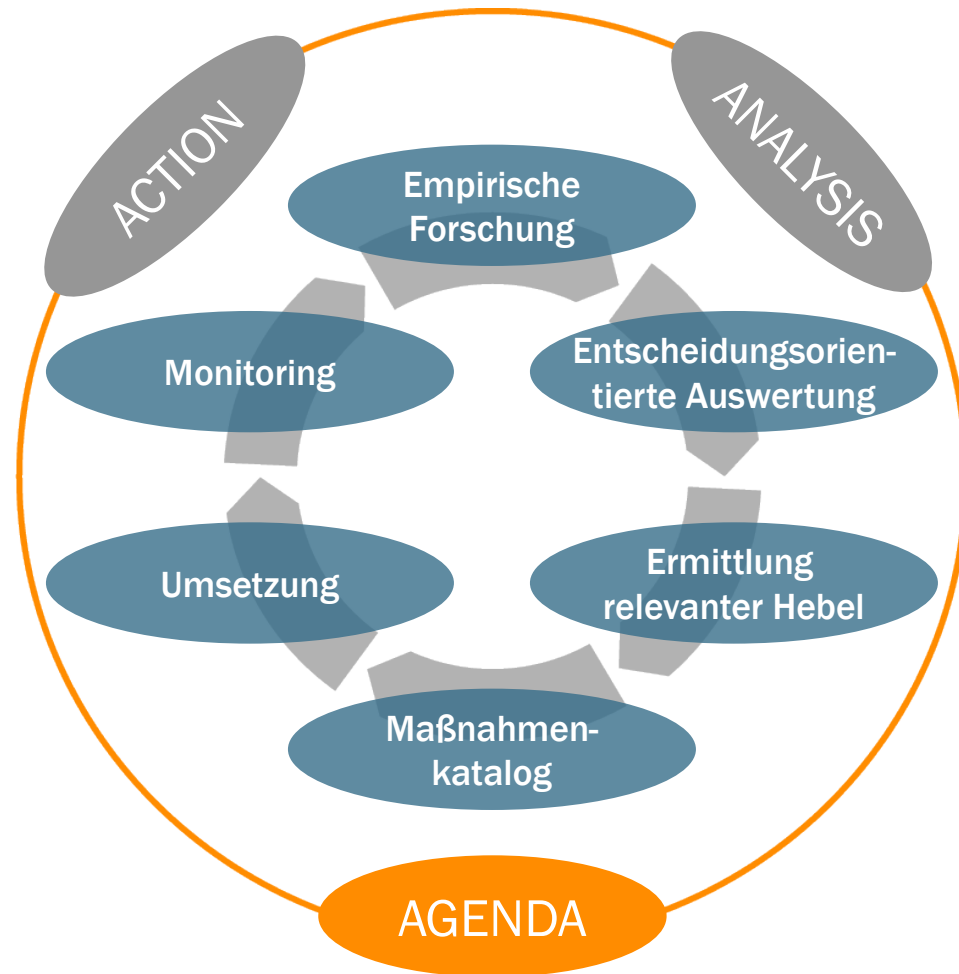 ACTION
ANALYSIS
Empirische
Forschung
Entscheidungsorien-
tierte Auswertung
Ermittlung
relevanter Hebel
Maßnahmen-
katalog
Umsetzung
Monitoring
AGENDA